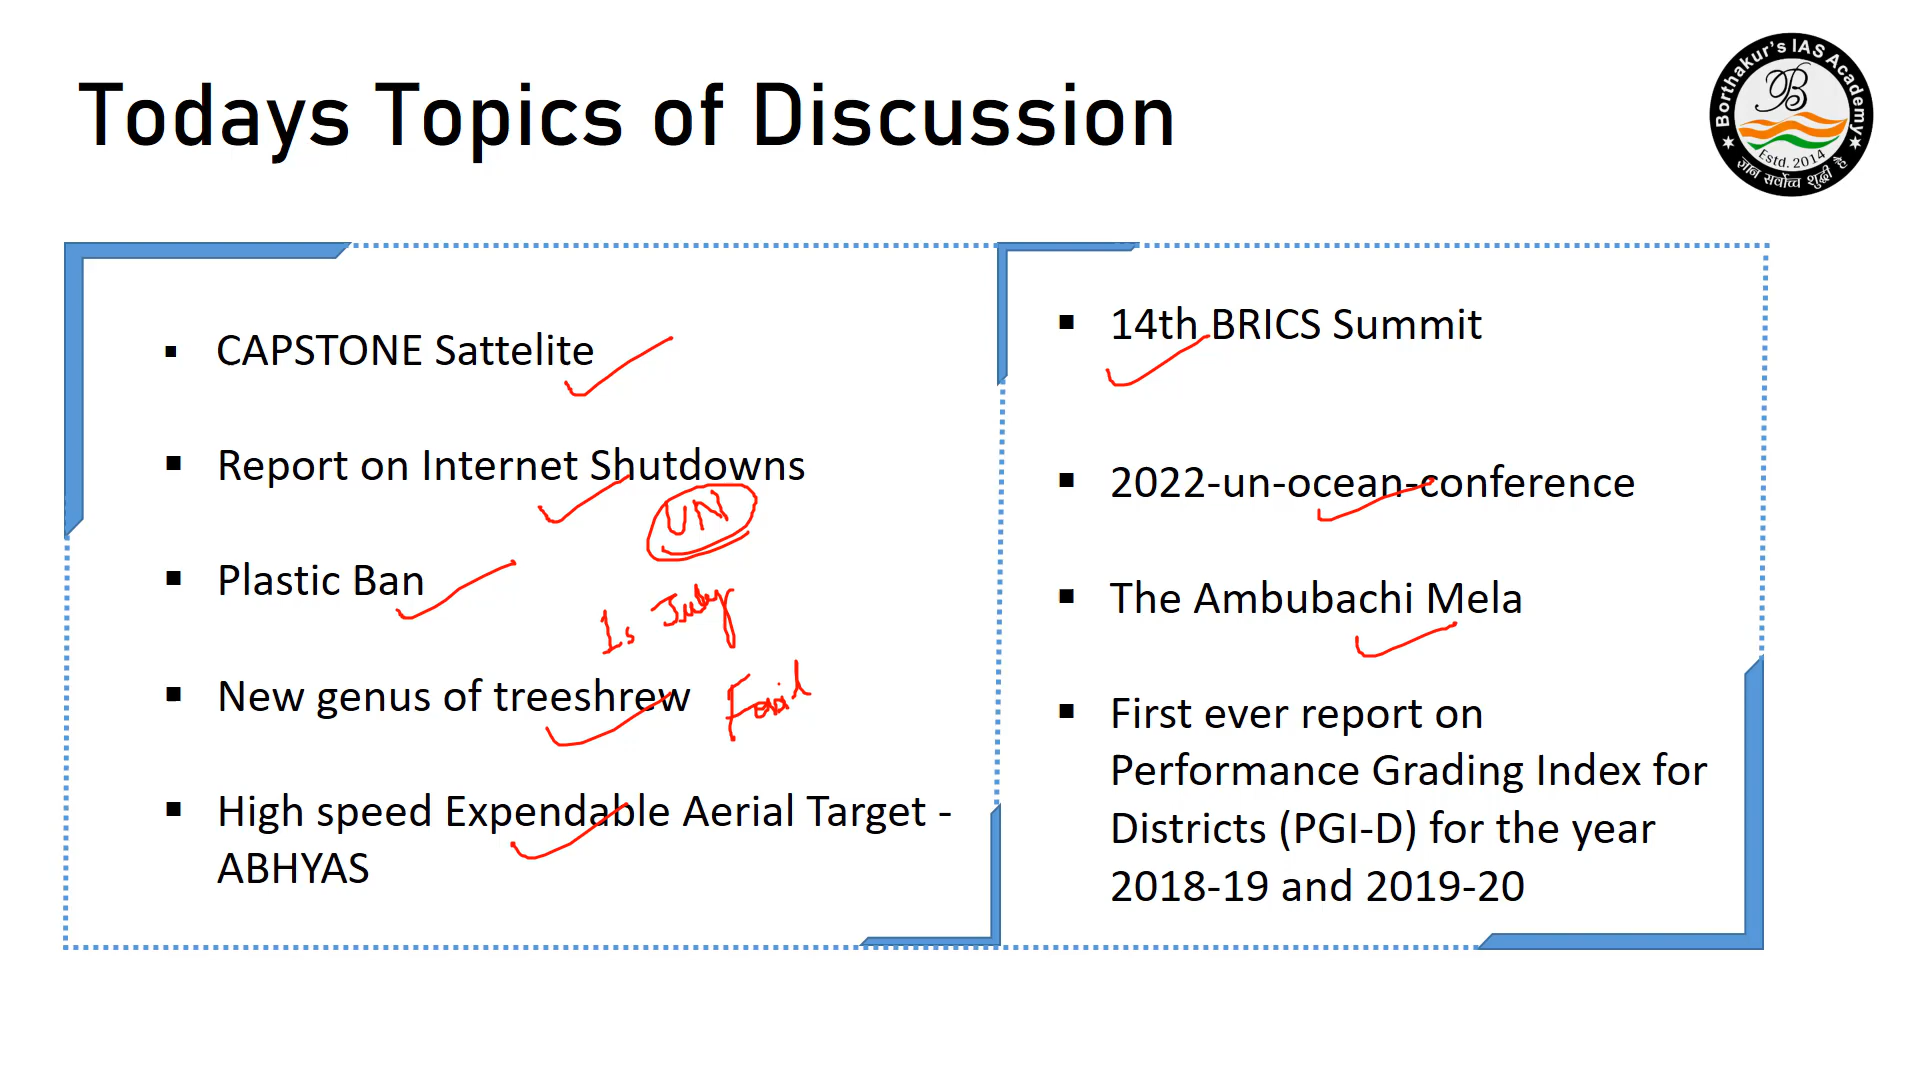 Todays Topics of Discussion
Borthakur's IAS Academy
B
Estd. 2014
ज्ञान सर्वोच्च शुद्धी है
▪ CAPSTONE Sattelite
▪ Report on Internet Shutdowns
UN
▪ Plastic Ban
1s July
▪ New genus of treeshrew
▪ High speed Expendable Aerial Target -
ABHYAS
▪ 14th BRICS Summit
▪ 2022-un-ocean-conference
▪ The Ambubachi Mela
▪ First ever report on
Performance Grading Index for
Districts (PGI-D) for the year
2018-19 and 2019-20